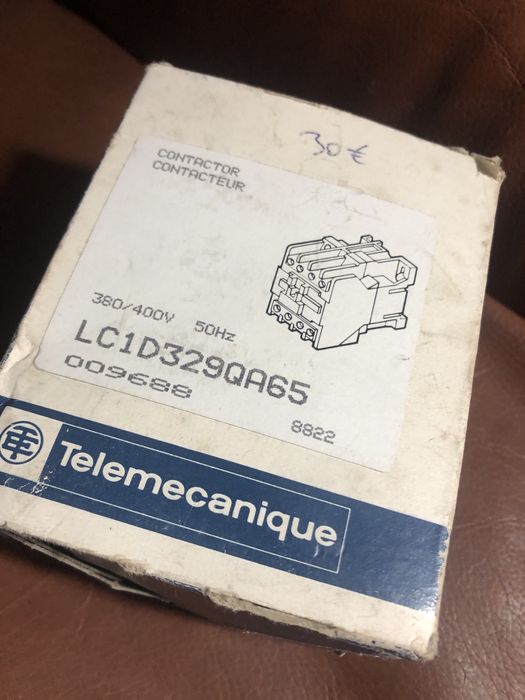 30 €
CONTACTOR
CONTACTEUR
380/400V 50Hz
LC1D329QA65
009688
8822
Telemecanique